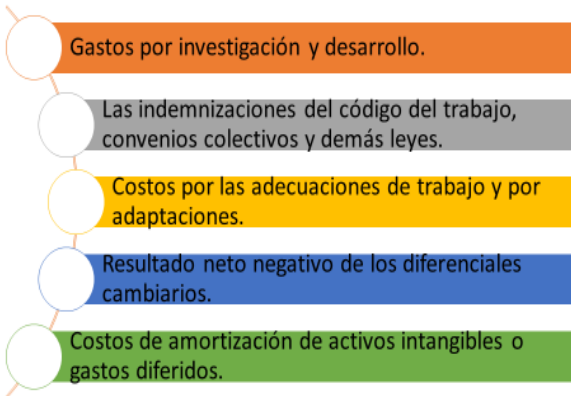 Gastos por investigación y desarrollo.
Las indemnizaciones del código del trabajo,
convenios colectivos y demás leyes.
Costos por las adecuaciones de trabajo y por
adaptaciones.
Resultado neto negativo de los diferenciales
cambiarios.
Costos de amortización de activos intangibles o
gastos diferidos.